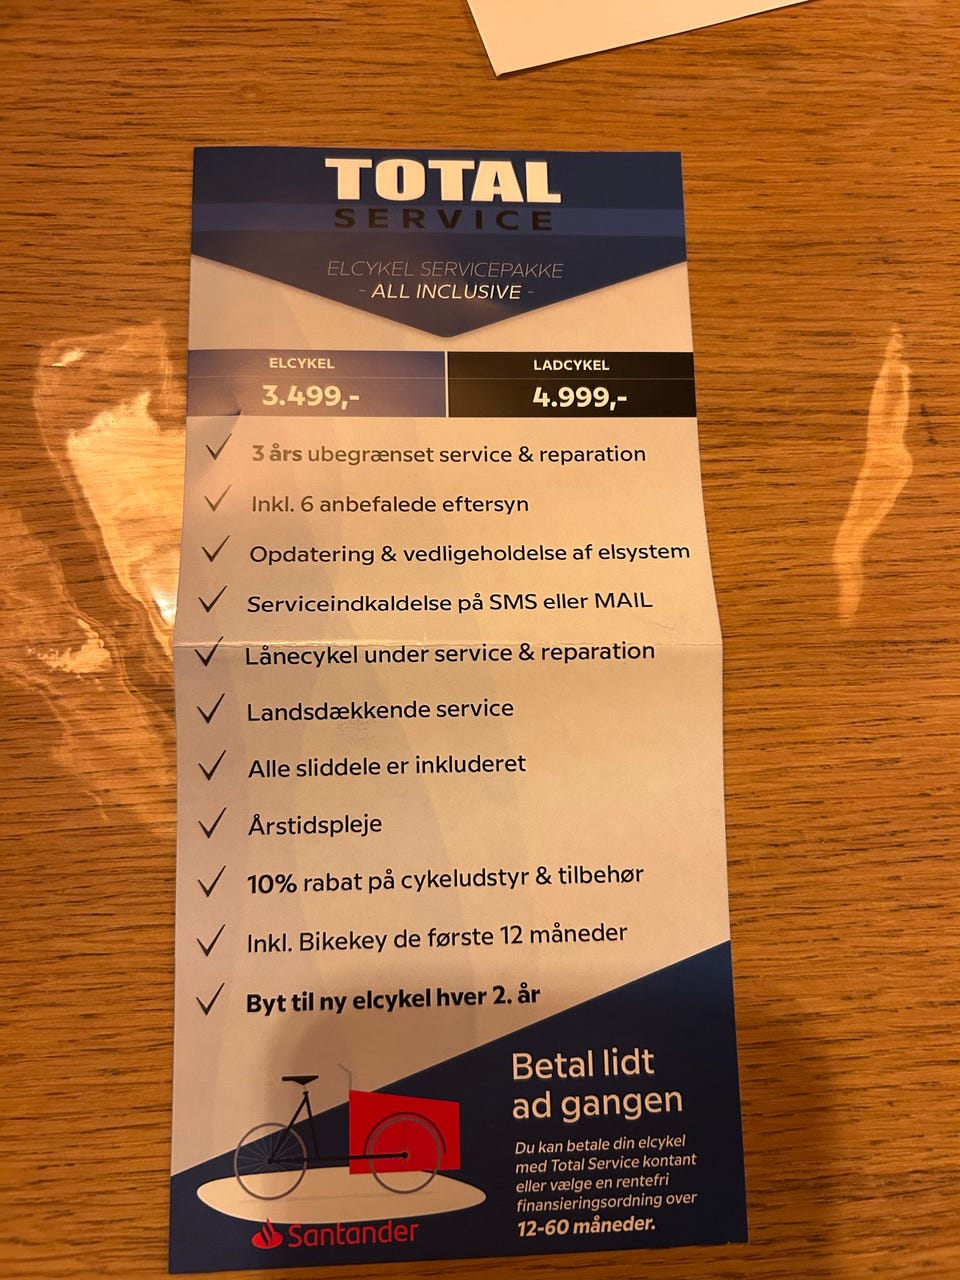 TOTAL
SERVICE
ELCYKEL SERVICEPAKKE
- ALL INCLUSIVE -
ELCYKEL
3.499,-
LADCYKEL
4.999,-
3 års ubegrænset service & reparation
Inkl. 6 anbefalede eftersyn
Opdatering & vedligeholdelse af elsystem
Serviceindkaldelse på SMS eller MAIL
Lånecykel under service & reparation
Landsdækkende service
Alle sliddele er inkluderet
Årstidspleje
10% rabat på cykeludstyr & tilbehør
Inkl. Bikekey de første 12 måneder
Byt til ny elcykel hver 2. år
Betal lidt
ad gangen
Du kan betale din elcykel
med Total Service kontant
eller vælge en rentefri
finansieringsordning over
12-60 måneder.
Santander